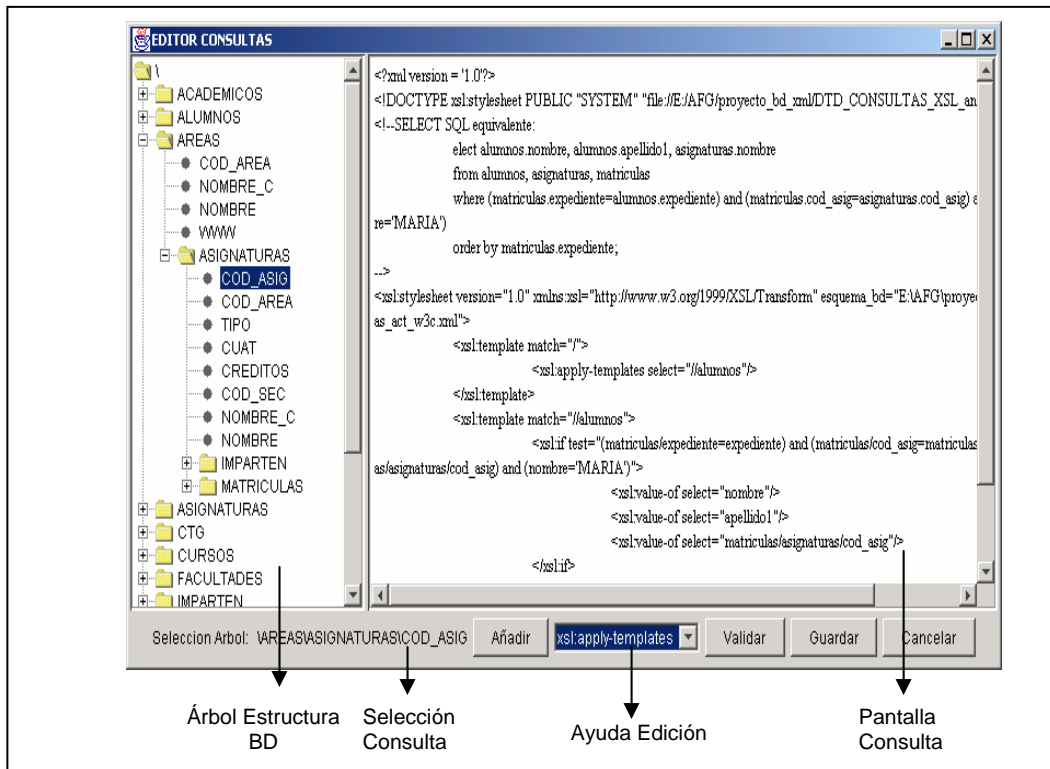 EDITOR CONSULTAS
\
ACADEMICOS
ALUMNOS
AREAS
COD_AREA
NOMBRE_C
NOMBRE
WWW
ASIGNATURAS
COD_ASIG
COD_AREA
TIPO
CUAT
CREDITOS
COD_SEC
NOMBRE_C
NOMBRE
IMPARTEN
MATRICULAS
ASIGNATURAS
CTG
CURSOS
FACULTADES
IMPARTEN
<?xml version = '1.0'?>
<!DOCTYPE xsl:stylesheet PUBLIC "SYSTEM" "file://E:/AFG/proyecto_bd_xml/DTD_CONSULTAS_XSL_an
<!--SELECT SQL equivalente:
elect alumnos.nombre, alumnos.apellido1, asignaturas.nombre
from alumnos, asignaturas, matriculas
where (matriculas.expediente=alumnos.expediente) and (matriculas.cod_asig=asignaturas.cod_asig) a
re='MARIA')
order by matriculas.expediente;
-->
<xsl:stylesheet version="1.0" xmlns:xsl="http://www.w3.org/1999/XSL/Transform" esquema_bd="E:\AFG\proye
as_act_w3c.xml">
<xsl:template match="/">
<xsl:apply-templates select="//alumnos"/>
</xsl:template>
<xsl:template match="//alumnos">
<xsl:if test="(matriculas/expediente=expediente) and (matriculas/cod_asig=matriculas
as/asignaturas/cod_asig) and (nombre='MARIA')">
<xsl:value-of select="nombre"/>
<xsl:value-of select="apellido1"/>
<xsl:value-of select="matriculas/asignaturas/cod_asig"/>
</xsl:if>
Seleccion Arbol: \AREAS\ASIGNATURAS\COD_ASIG Añadir xsl:apply-templates Validar Guardar Cancelar
Árbol Estructura
BD
Selección
Consulta
Ayuda Edición
Pantalla
Consulta